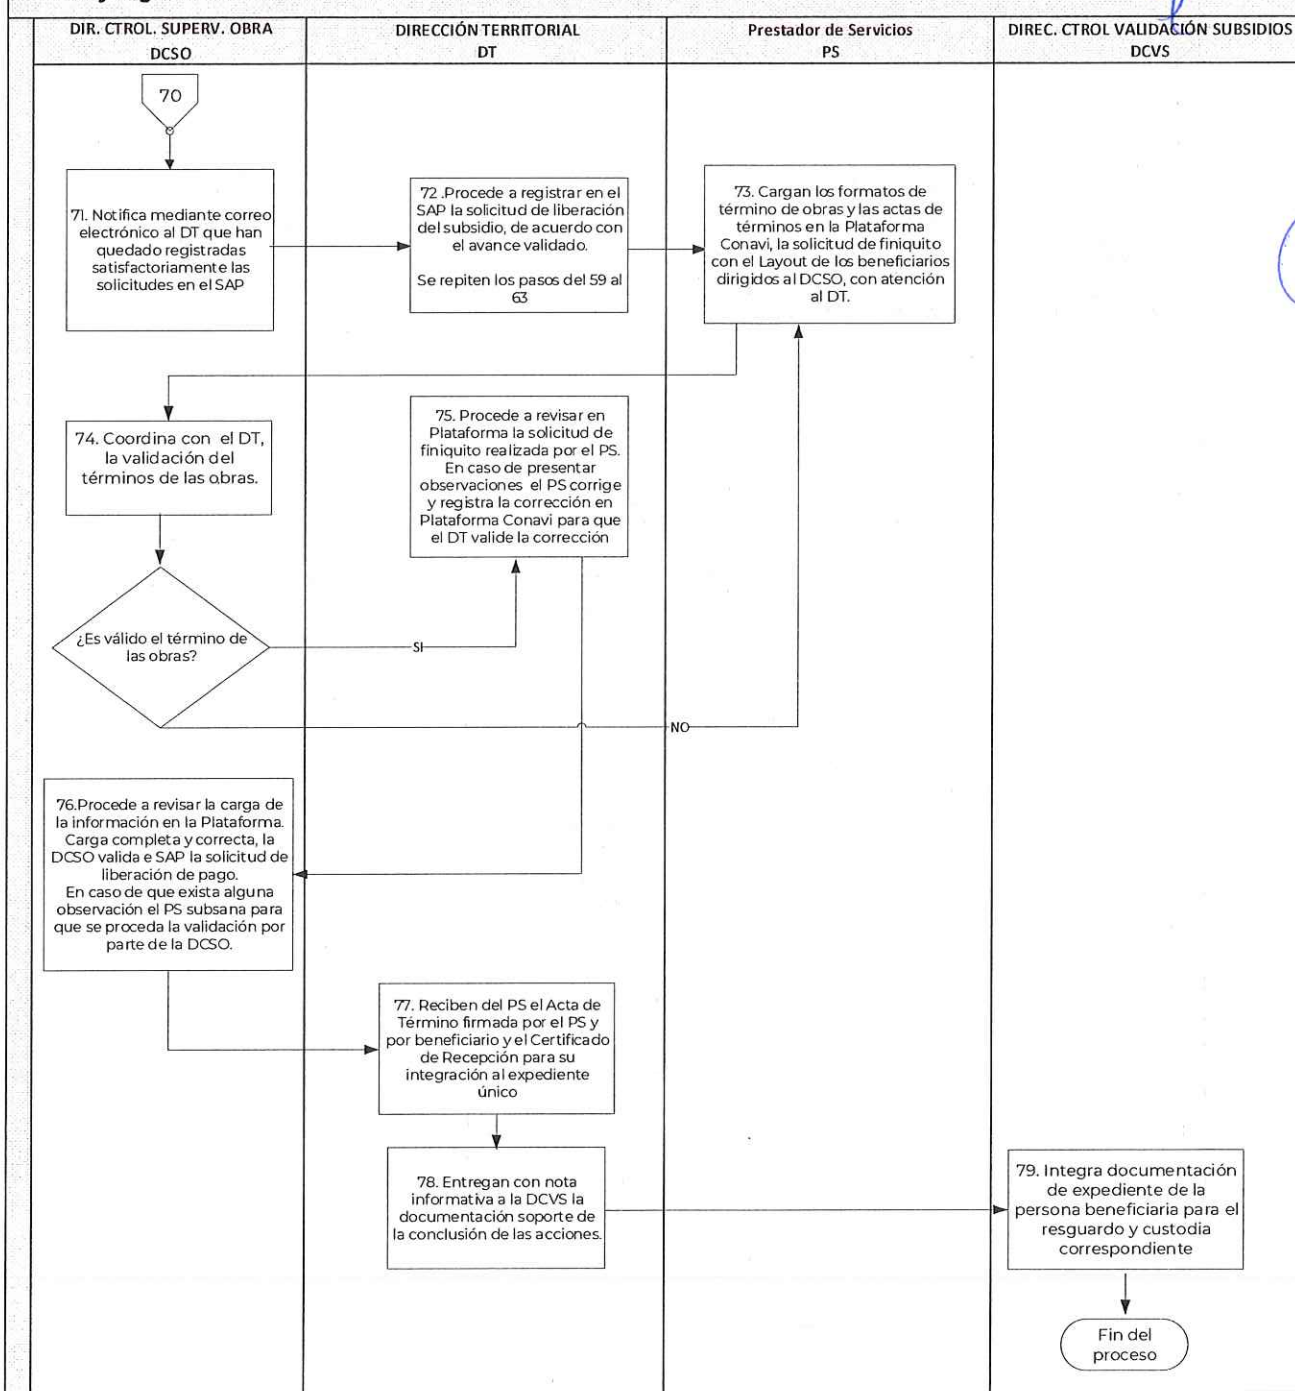 DIR. CTROL. SUPERV. OBRA
DCSO
DIRECCIÓN TERRITORIAL
DT
Prestador de Servicios
PS
DIREC. CTROL VALIDACIÓN SUBSIDIOS
DCVS
70
71. Notifica mediante correo
electrónico al DT que han
quedado registradas
satisfactoriamente las
solicitudes en el SAP
72 .Procede a registrar en el
SAP la solicitud de liberación
del subsidio, de acuerdo con
el avance validado.
Se repiten los pasos del 59 al
63
73. Cargan los formatos de
término de obras y las actas de
términos en la Plataforma
Conavi, la solicitud de finiquito
con el Layout de los beneficiarios
dirigidos al DCSO, con atención
al DT.
74. Coordina con el DT,
la validación del
términos de las obras.
75. Procede a revisar en
Plataforma la solicitud de
finiquito realizada por el PS.
En caso de presentar
observaciones el PS corrige
y registra la corrección en
Plataforma Conavi para que
el DT valide la corrección
¿Es válido el término de
las obras?
SI
NO
76.Procede a revisar la carga de
la información en la Plataforma.
Carga completa y correcta, la
DCSO valida e SAP la solicitud de
liberación de pago.
En caso de que exista alguna
observación el PS subsana para
que se proceda la validación por
parte de la DCSO.
77. Reciben del PS el Acta de
Término firmada por el PS y
por beneficiario y el Certificado
de Recepción para su
integración al expediente
único
78. Entregan con nota
informativa a la DCVS la
documentación soporte de
la conclusión de las acciones.
79. Integra documentación
de expediente de la
persona beneficiaria para el
resguardo y custodia
correspondiente
Fin del
proceso